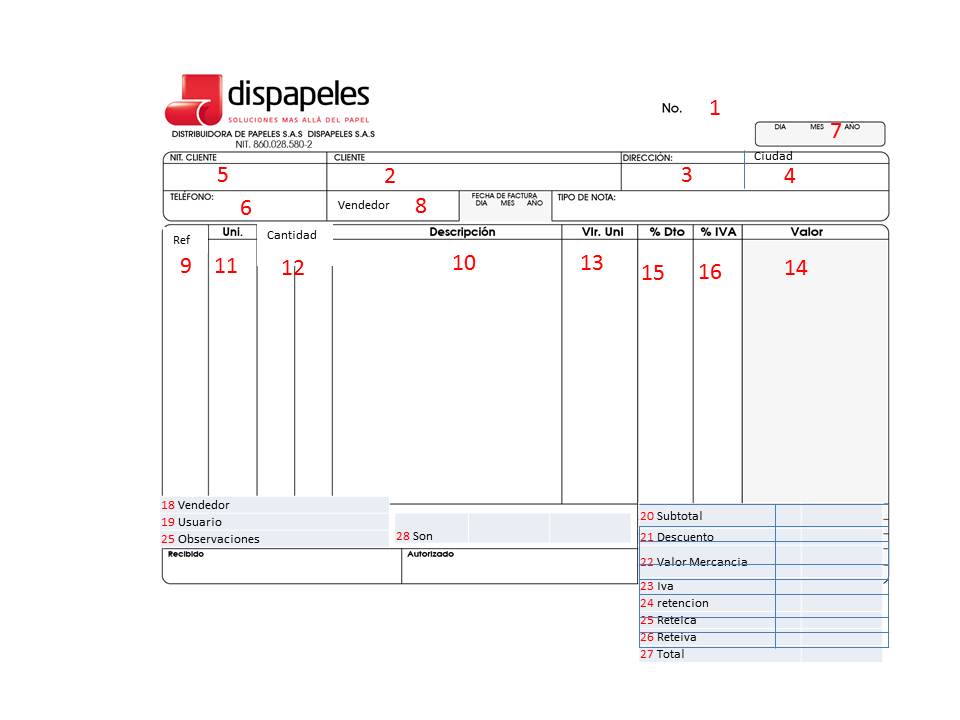 dispapeles
SOLUCIONES MAS ALLÁ DEL PAPEL
DISTRIBUIDORA DE PAPELES S.A.S DISPAPELES S.A.S
NIT. 860.028.580-2
No. 1
DIA MES 7 AÑO
NIT. CLIENTE CLIENTE DIRECCIÓN: Ciudad
5 2 3 4
TELÉFONO: 6 Vendedor 8 FECHA DE FACTURA TIPO DE NOTA:
DIA MES AÑO
Ref Uni. Cantidad Descripción Vlr. Uni % Dto % IVA Valor
9 11 12 10 13 15 16 14
18 Vendedor
19 Usuario
25 Observaciones
28 Son
Recibido Autorizado
20 Subtotal
21 Descuento
22 Valor Mercancia
23 Iva
24 retencion
25 ReteIca
26 Reteiva
27 Total